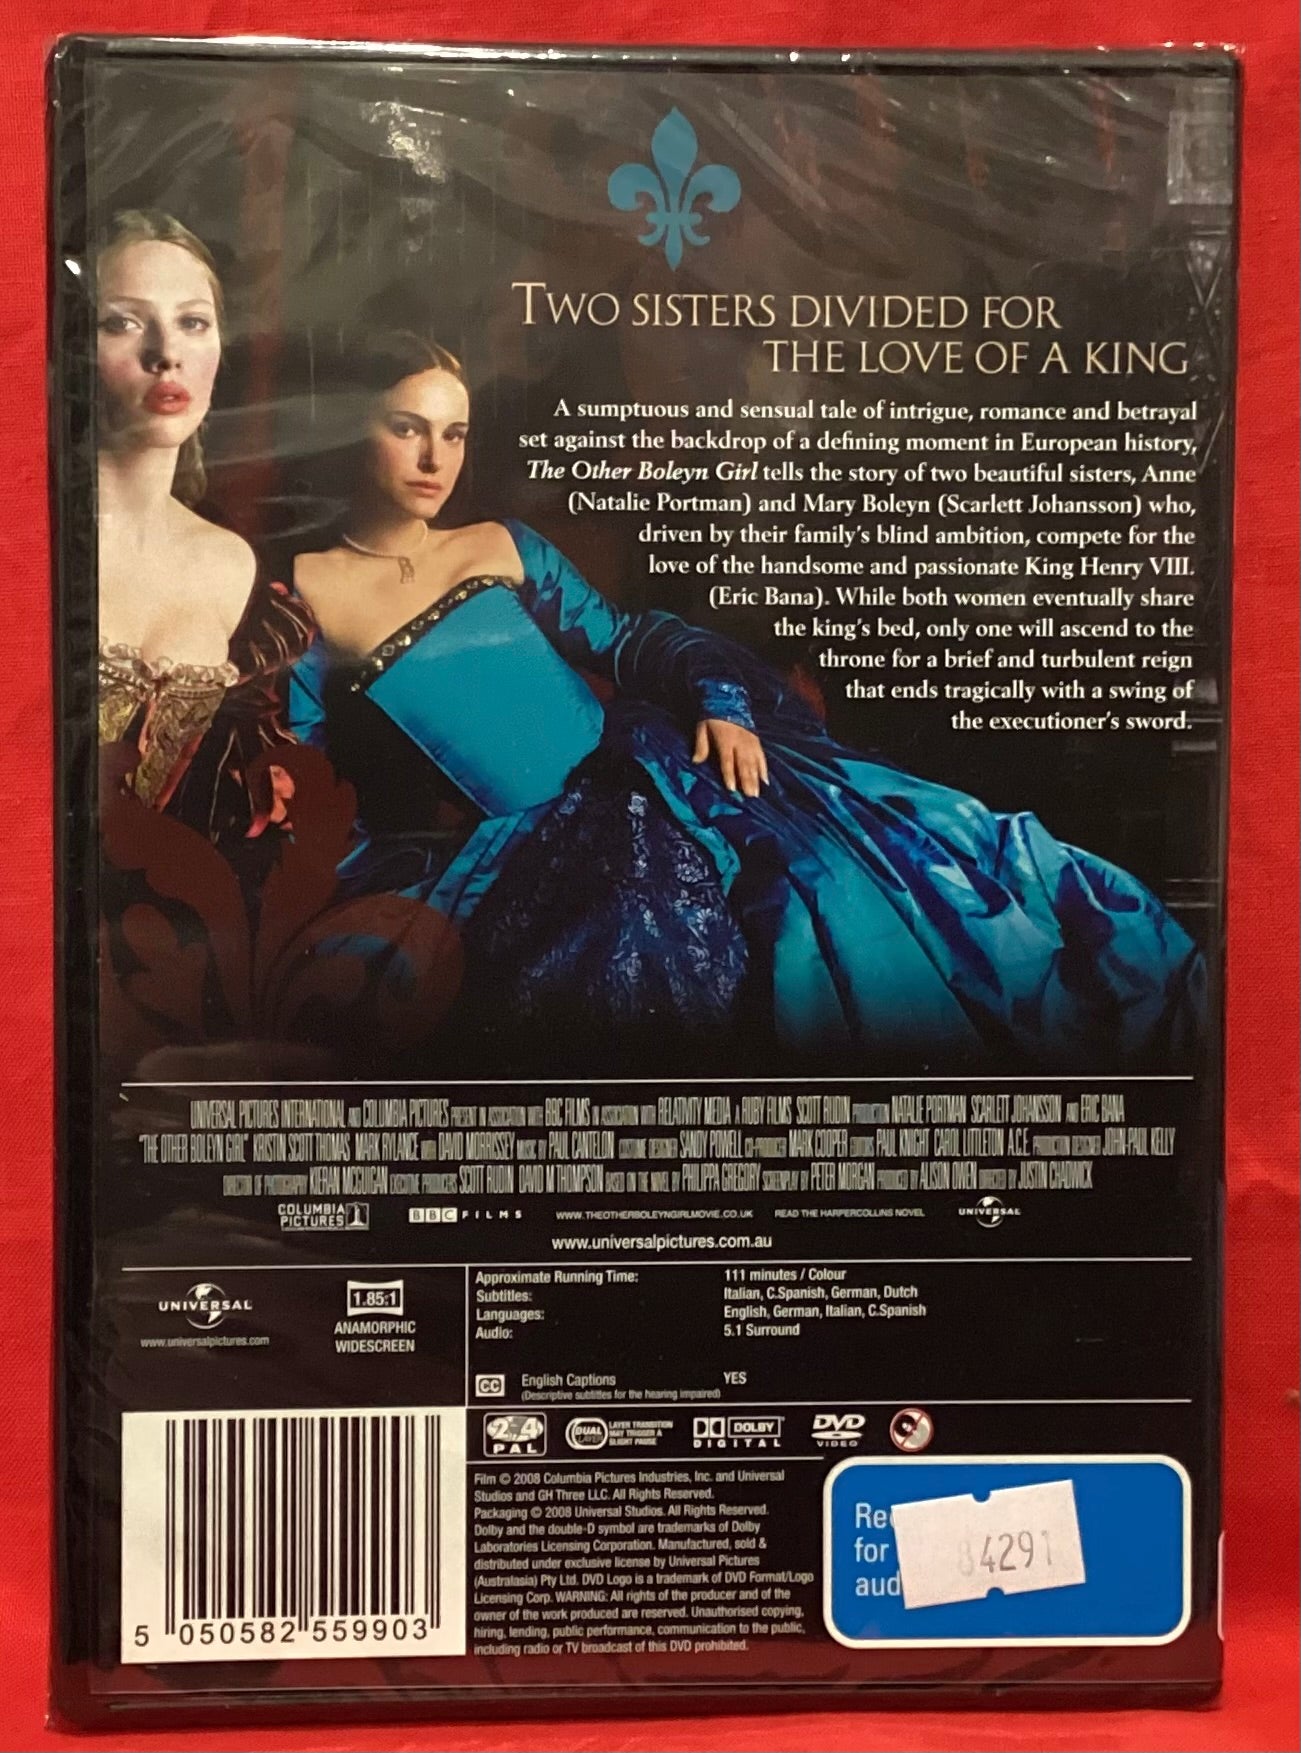 TWO SISTERS DIVIDED FOR
THE LOVE OF A KING
A sumptuous and sensual tale of intrigue, romance and betrayal
set against the backdrop of a defining moment in European history,
The Other Boleyn Girl tells the story of two beautiful sisters, Anne
(Natalie Portman) and Mary Boleyn (Scarlett Johansson) who,
driven by their family's blind ambition, compete for the
love of the handsome and passionate King Henry VIII.
(Eric Bana). While both women eventually share
the king's bed, only one will ascend to the
throne for a brief and turbulent reign
that ends tragically with a swing of
the executioner's sword.
UNIVERSAL PICTURES INTERNATIONAL AND COLUMBIA PICTURES PRESENT IN ASSOCIATION WITH BBC FILMS IN ASSOCIATION WITH RELATIVITY MEDIA A RUBY FILMS SCOTT RUDIN PRODUCTION NATALIE PORTMAN SCARLETT JOHANSSON AND ERIC BANA
"THE OTHER BOLEYN GIRL" KRISTIN SCOTT THOMAS MARK RYLANCE AND DAVID MORRISSEY MUSIC BY PAUL CANTELON COSTUME DESIGNER SANDY POWELL CO-PRODUCER MARK COOPER EDITORS PAUL KNIGHT CAROL LITTLETON A.C.E. PRODUCTION DESIGNER JOHN-PAUL KELLY
DIRECTOR OF PHOTOGRAPHY KIERAN MCGUIGAN EXECUTIVE PRODUCERS SCOTT RUDIN DAVID M THOMPSON BASED ON THE NOVEL BY PHILIPPA GREGORY SCREENPLAY BY PETER MORGAN PRODUCED BY ALISON OWEN DIRECTED BY JUSTIN CHADWICK
COLUMBIA
PICTURES
BBC FILMS
WWW.THEOTHERBOLEYNGIRLMOVIE.CO.UK
READ THE HARPERCOLLINS NOVEL
UNIVERSAL
www.universalpictures.com.au
UNIVERSAL
www.universalpictures.com
1.85:1
ANAMORPHIC
WIDESCREEN
Approximate Running Time: 111 minutes / Colour
Subtitles: Italian, C.Spanish, German, Dutch
Languages: English, German, Italian, C.Spanish
Audio: 5.1 Surround
CC English Captions YES
(Descriptive subtitles for the hearing impaired)
2 4
PAL
DUAL
LAYER
LAYER TRANSITION
MAY TRIGGER A
SLIGHT PAUSE
DOLBY
DIGITAL
DVD
VIDEO
Film © 2008 Columbia Pictures Industries, Inc. and Universal
Studios and GH Three LLC. All Rights Reserved.
Packaging © 2008 Universal Studios. All Rights Reserved.
Dolby and the double-D symbol are trademarks of Dolby
Laboratories Licensing Corporation. Manufactured, sold &
distributed under exclusive license by Universal Pictures
(Australasia) Pty Ltd. DVD Logo is a trademark of DVD Format/Logo
Licensing Corp. WARNING: All rights of the producer and of the
owner of the work produced are reserved. Unauthorised copying,
hiring, lending, public performance, communication to the public,
including radio or TV broadcast of this DVD prohibited.
5 050582 559903
for